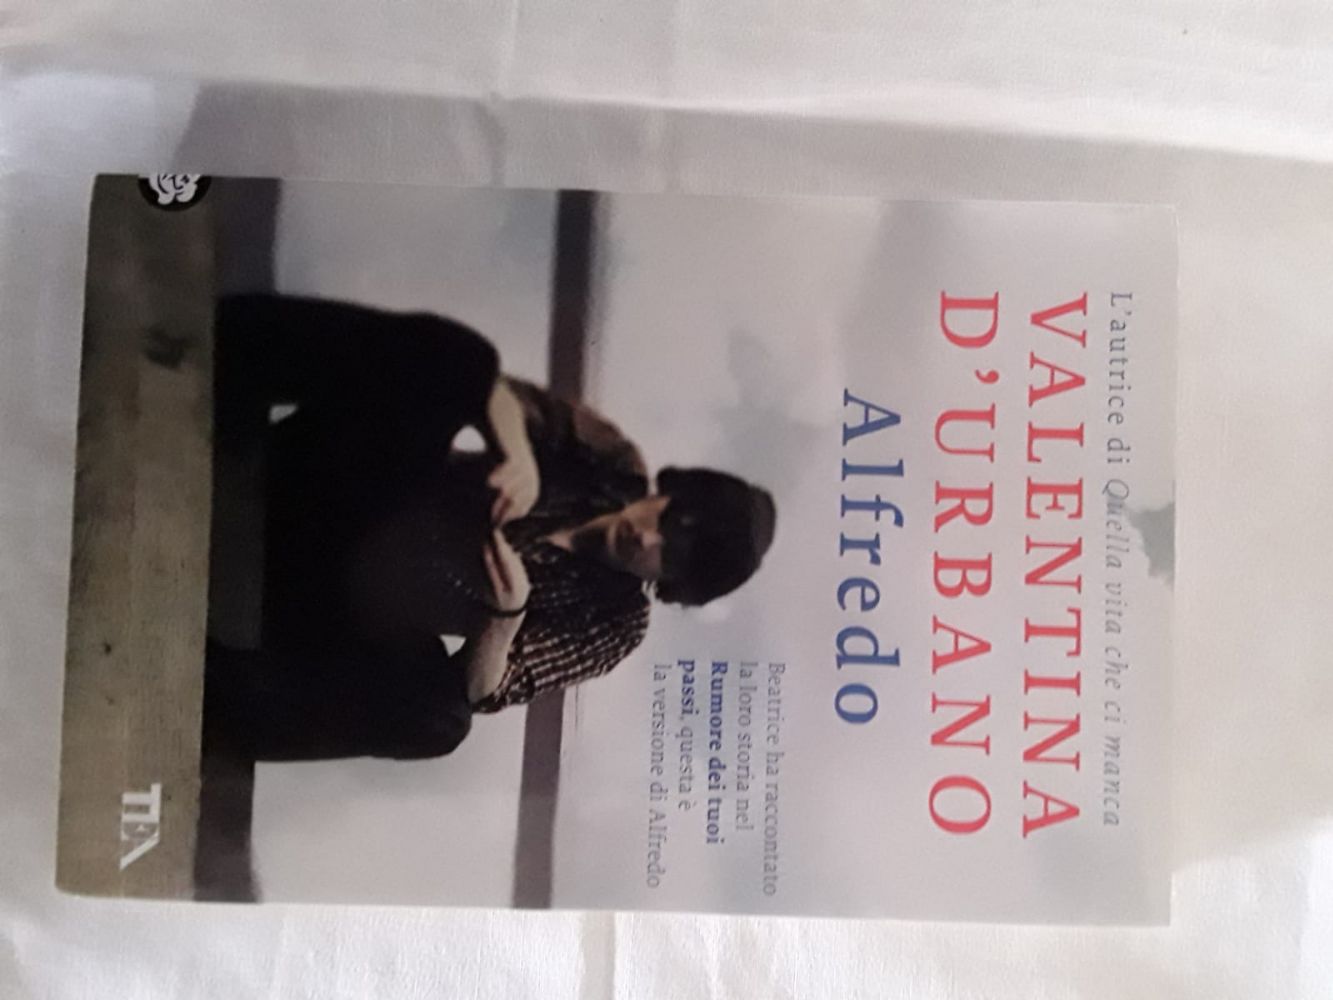 L'autrice di Quella vita che ci manca
VALENTINA
D'URBANO
Alfredo
Beatrice ha raccontato
la loro storia nel
Rumore dei tuoi
passi, questa è
la versione di Alfredo
TEA